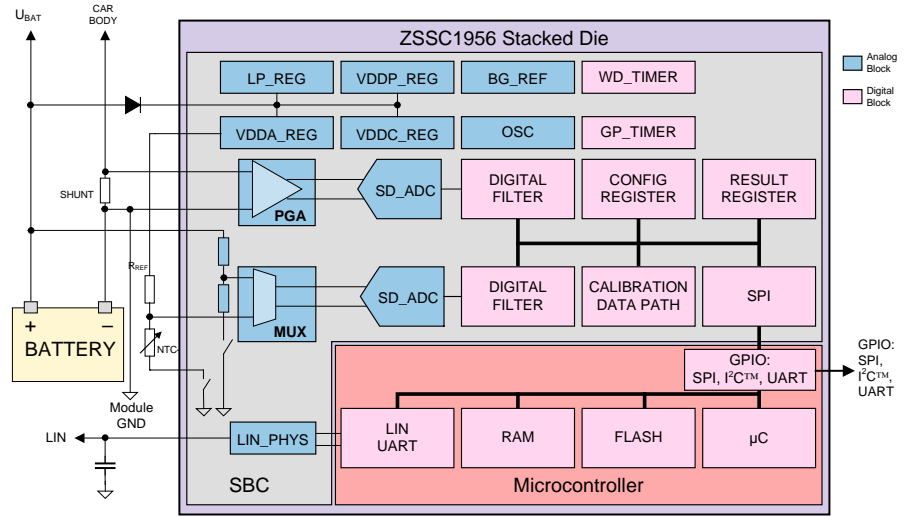 U_BAT
CAR
BODY
ZSSC1956 Stacked Die
Analog
Block
Digital
Block
LP_REG
VDDP_REG
BG_REF
WD_TIMER
VDDA_REG
VDDC_REG
OSC
GP_TIMER
SHUNT
PGA
SD_ADC
DIGITAL
FILTER
CONFIG
REGISTER
RESULT
REGISTER
R_REF
MUX
SD_ADC
DIGITAL
FILTER
CALIBRATION
DATA PATH
SPI
+
−
BATTERY
NTC
Module
GND
GPIO:
SPI, I²C™, UART
GPIO:
SPI,
I²C™,
UART
LIN
LIN_PHYS
LIN
UART
RAM
FLASH
µC
SBC
Microcontroller